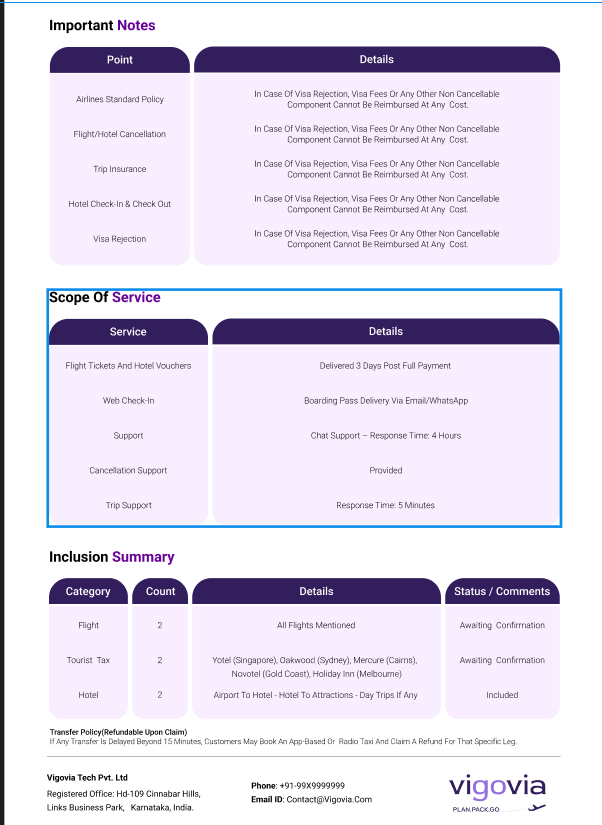 Important Notes
Point
Details
Airlines Standard Policy
In Case Of Visa Rejection, Visa Fees Or Any Other Non Cancellable
Component Cannot Be Reimbursed At Any Cost.
Flight/Hotel Cancellation
In Case Of Visa Rejection, Visa Fees Or Any Other Non Cancellable
Component Cannot Be Reimbursed At Any Cost.
Trip Insurance
In Case Of Visa Rejection, Visa Fees Or Any Other Non Cancellable
Component Cannot Be Reimbursed At Any Cost.
Hotel Check-In & Check Out
In Case Of Visa Rejection, Visa Fees Or Any Other Non Cancellable
Component Cannot Be Reimbursed At Any Cost.
Visa Rejection
In Case Of Visa Rejection, Visa Fees Or Any Other Non Cancellable
Component Cannot Be Reimbursed At Any Cost.
Scope Of Service
Service
Details
Flight Tickets And Hotel Vouchers
Delivered 3 Days Post Full Payment
Web Check-In
Boarding Pass Delivery Via Email/WhatsApp
Support
Chat Support – Response Time: 4 Hours
Cancellation Support
Provided
Trip Support
Response Time: 5 Minutes
Inclusion Summary
Category
Count
Details
Status / Comments
Flight
2
All Flights Mentioned
Awaiting Confirmation
Tourist Tax
2
Yotel (Singapore), Oakwood (Sydney), Mercure (Cairns),
Novotel (Gold Coast), Holiday Inn (Melbourne)
Awaiting Confirmation
Hotel
2
Airport To Hotel - Hotel To Attractions - Day Trips If Any
Included
Transfer Policy(Refundable Upon Claim)
If Any Transfer Is Delayed Beyond 15 Minutes, Customers May Book An App-Based Or Radio Taxi And Claim A Refund For That Specific Leg.
Vigovia Tech Pvt. Ltd
Registered Office: Hd-109 Cinnabar Hills,
Links Business Park, Karnataka, India.
Phone: +91-99X9999999
Email ID: Contact@Vigovia.Com
vigovia
PLAN.PACK.GO